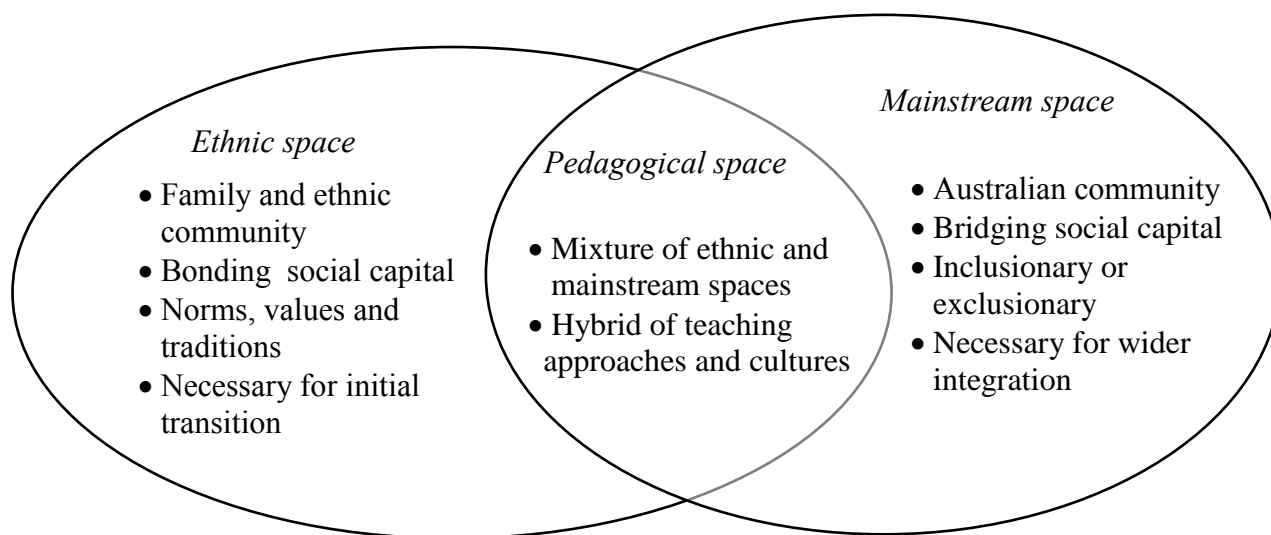 Ethnic space
• Family and ethnic
community
• Bonding  social capital
• Norms, values and
traditions
• Necessary for initial
transition
Pedagogical space
• Mixture of ethnic and
mainstream spaces
• Hybrid of teaching
approaches and cultures
Mainstream space
• Australian community
• Bridging social capital
• Inclusionary or
exclusionary
• Necessary for wider
integration